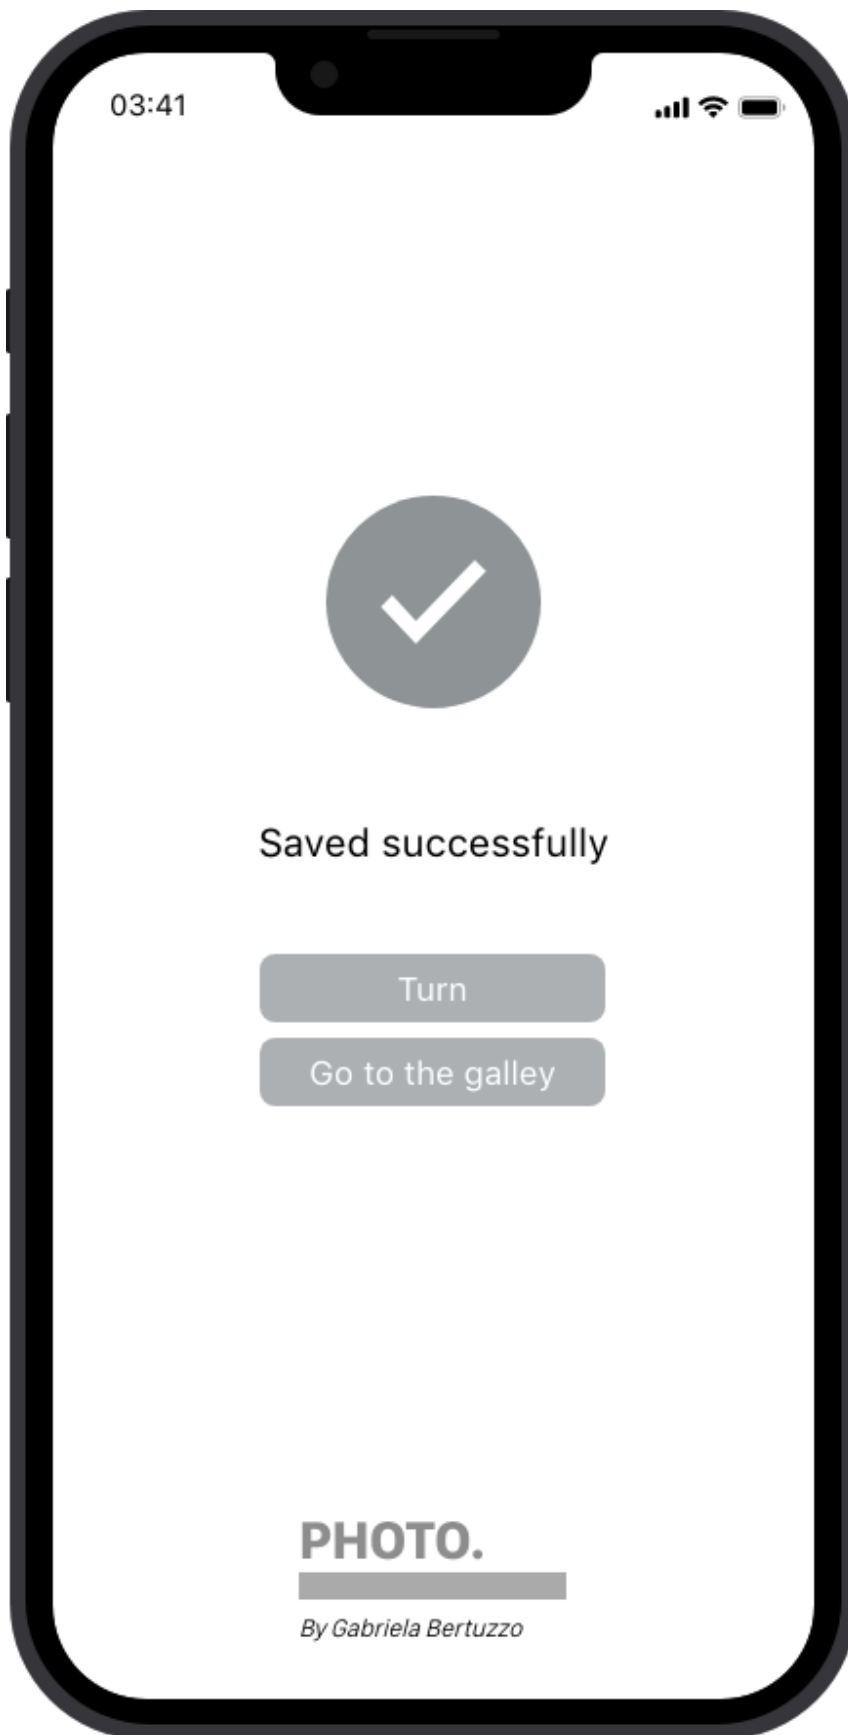 03:41
Saved successfully
Turn
Go to the galley
PHOTO.
By Gabriela Bertuzzo